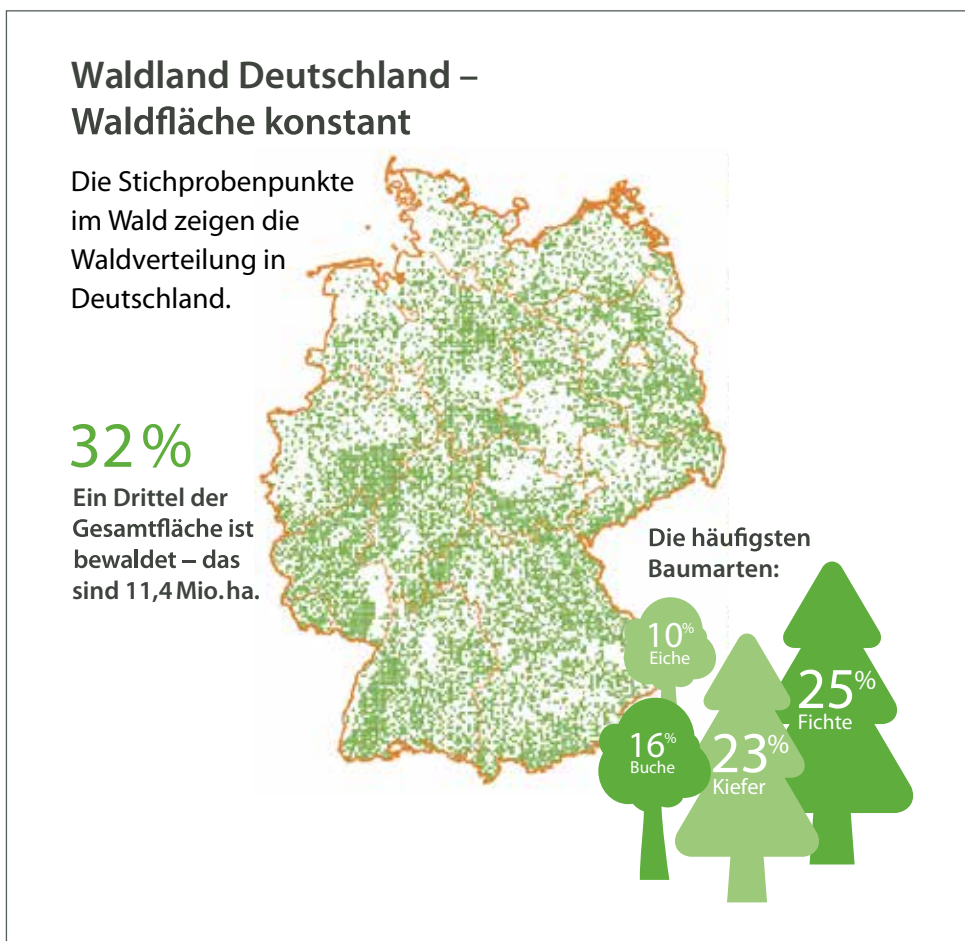 Waldland Deutschland –
Waldfläche konstant
Die Stichprobenpunkte
im Wald zeigen die
Waldverteilung in
Deutschland.
32 %
Ein Drittel der
Gesamtfläche ist
bewaldet – das
sind 11,4 Mio. ha.
Die häufigsten
Baumarten:
10%
Eiche
25%
Fichte
16%
Buche
23%
Kiefer